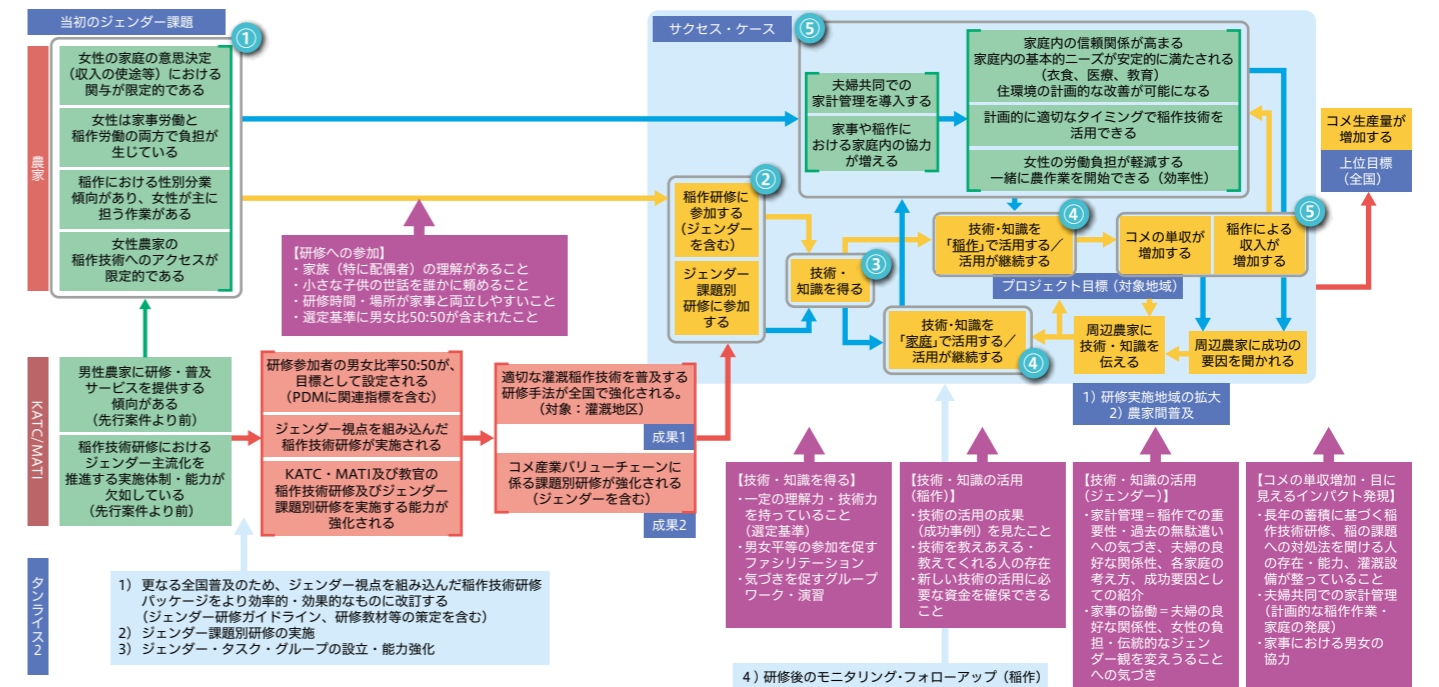 当初のジェンダー課題
①
農家
女性の家庭の意思決定
（収入の使途等）における
関与が限定的である
女性は家事労働と
稲作労働の両方で負担が
生じている
稲作における性別分業
傾向があり、女性が主に
担う作業がある
女性農家の
稲作技術へのアクセスが
限定的である
【研修への参加】
・家族（特に配偶者）の理解があること
・小さな子供の世話を誰かに頼めること
・研修時間・場所が家事と両立しやすいこと
・選定基準に男女比50:50が含まれたこと
サクセス・ケース
⑤
夫婦共同での
家計管理を導入する
家事や稲作に
おける家庭内の協力
が増える
家庭内の信頼関係が高まる
家庭内の基本的ニーズが安定的に満たされる
（衣食、医療、教育）
住環境の計画的な改善が可能になる
計画的に適切なタイミングで稲作技術を
活用できる
女性の労働負担が軽減する
一緒に農作業を開始できる（効率性）
コメ生産量が
増加する
上位目標
（全国）
②
稲作研修に
参加する
（ジェンダー
を含む）
ジェンダー
課題別
研修に参加
する
③
技術・
知識を得る
④
技術・知識を
「稲作」で活用する／
活用が継続する
⑤
コメの単収が
増加する
稲作による
収入が
増加する
プロジェクト目標（対象地域）
技術・知識を
「家庭」で活用する／
活用が継続する
④
周辺農家に
技術・知識を
伝える
周辺農家に成功の
要因を聞かれる
1）研修実施地域の拡大
2）農家間普及
KATC/MATI
男性農家に研修・普及
サービスを提供する
傾向がある
（先行案件より前）
稲作技術研修における
ジェンダー主流化を
推進する実施体制・能力が
欠如している
（先行案件より前）
研修参加者の男女比率50:50が、
目標として設定される
（PDMに関連指標を含む）
ジェンダー視点を組み込んだ
稲作技術研修が実施される
KATC・MATI及び教官の
稲作技術研修及びジェンダー
課題別研修を実施する能力が
強化される
適切な灌漑稲作技術を普及する
研修手法が全国で強化される。
（対象：灌漑地区）
成果1
コメ産業バリューチェーンに
係る課題別研修が強化される
（ジェンダーを含む）
成果2
【技術・知識を得る】
・一定の理解力・技術力
を持っていること
（選定基準）
・男女平等の参加を促す
ファシリテーション
・気づきを促すグループ
ワーク・演習
【技術・知識の活用
（稲作）】
・技術の活用の成果
（成功事例）を見たこと
・技術を教えあえる・
教えてくれる人の存在
・新しい技術の活用に必
要な資金を確保できる
こと
【技術・知識の活用
（ジェンダー）】
・家計管理＝稲作での重
要性・過去の無駄遣い
への気づき、夫婦の良
好な関係性、各家庭の
考え方、成功要因とし
ての紹介
・家事の協働＝夫婦の良
好な関係性、女性の負
担・伝統的なジェン
ダー観を変えうること
への気づき
【コメの単収増加・目に
見えるインパクト発現】
・長年の蓄積に基づく稲
作技術研修、稲の課題
への対処法を聞ける人
の存在・能力、灌漑設
備が整っていること
・夫婦共同での家計管理
（計画的な稲作作業・
家庭の発展）
・家事における男女の
協力
タンライス2
1）更なる全国普及のため、ジェンダー視点を組み込んだ稲作技術研修
パッケージをより効率的・効果的なものに改訂する
（ジェンダー研修ガイドライン、研修教材等の策定を含む）
2）ジェンダー課題別研修の実施
3）ジェンダー・タスク・グループの設立・能力強化
4）研修後のモニタリング・フォローアップ（稲作）